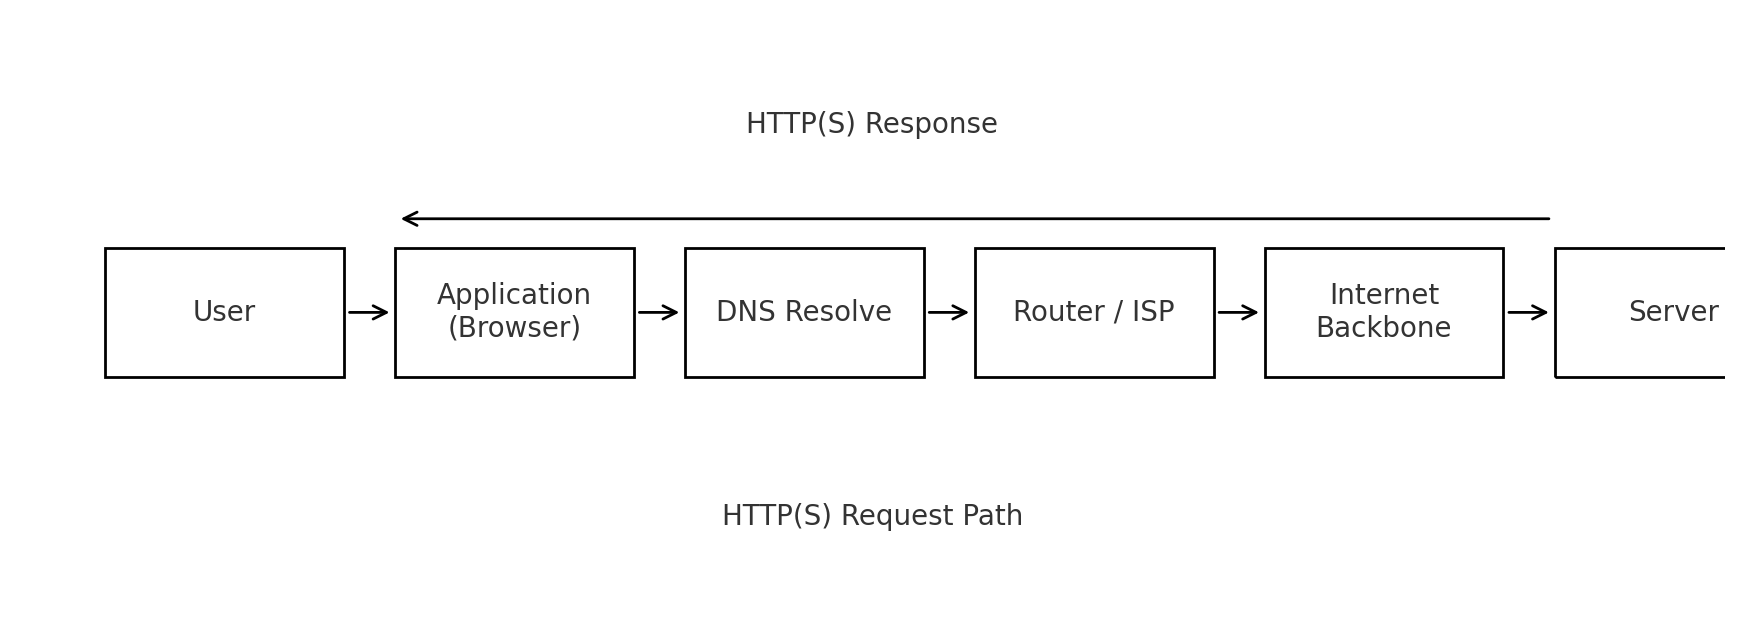 HTTP(S) Response
User
Application
(Browser)
DNS Resolve
Router / ISP
Internet
Backbone
Server
HTTP(S) Request Path